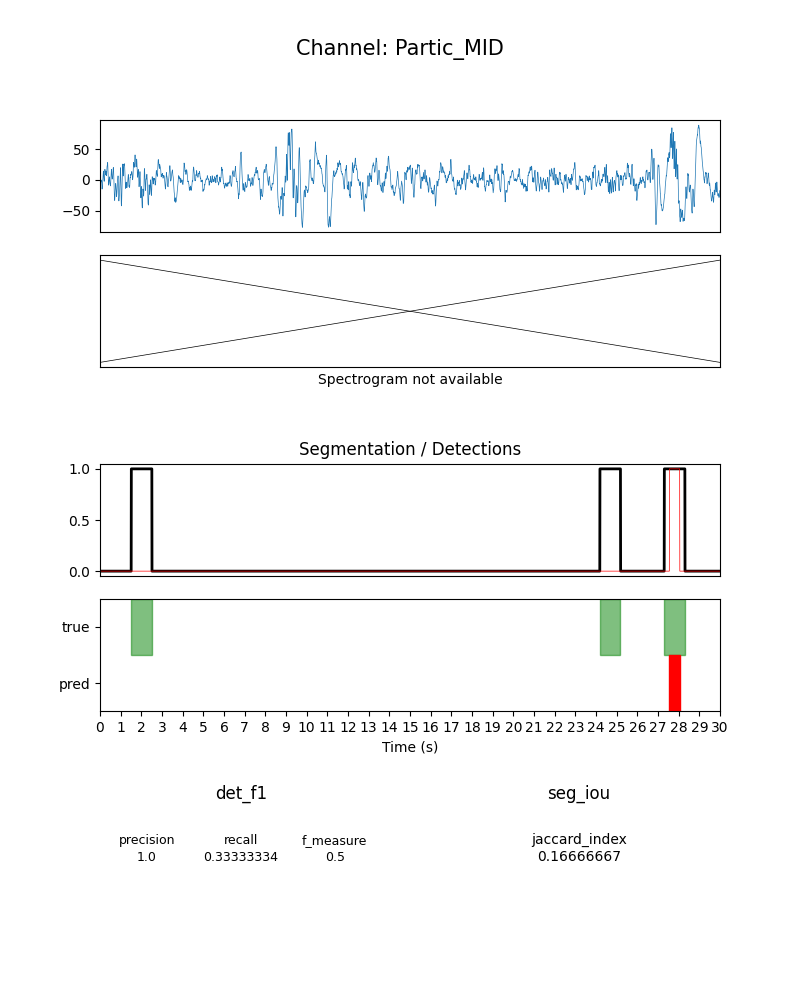 Channel: Partic_MID
50
0
−50
Spectrogram not available
Segmentation / Detections
1.0
0.5
0.0
true
pred
0 1 2 3 4 5 6 7 8 9 10 11 12 13 14 15 16 17 18 19 20 21 22 23 24 25 26 27 28 29 30
Time (s)
det_f1 seg_iou
precision recall f_measure jaccard_index
1.0 0.33333334 0.5 0.16666667